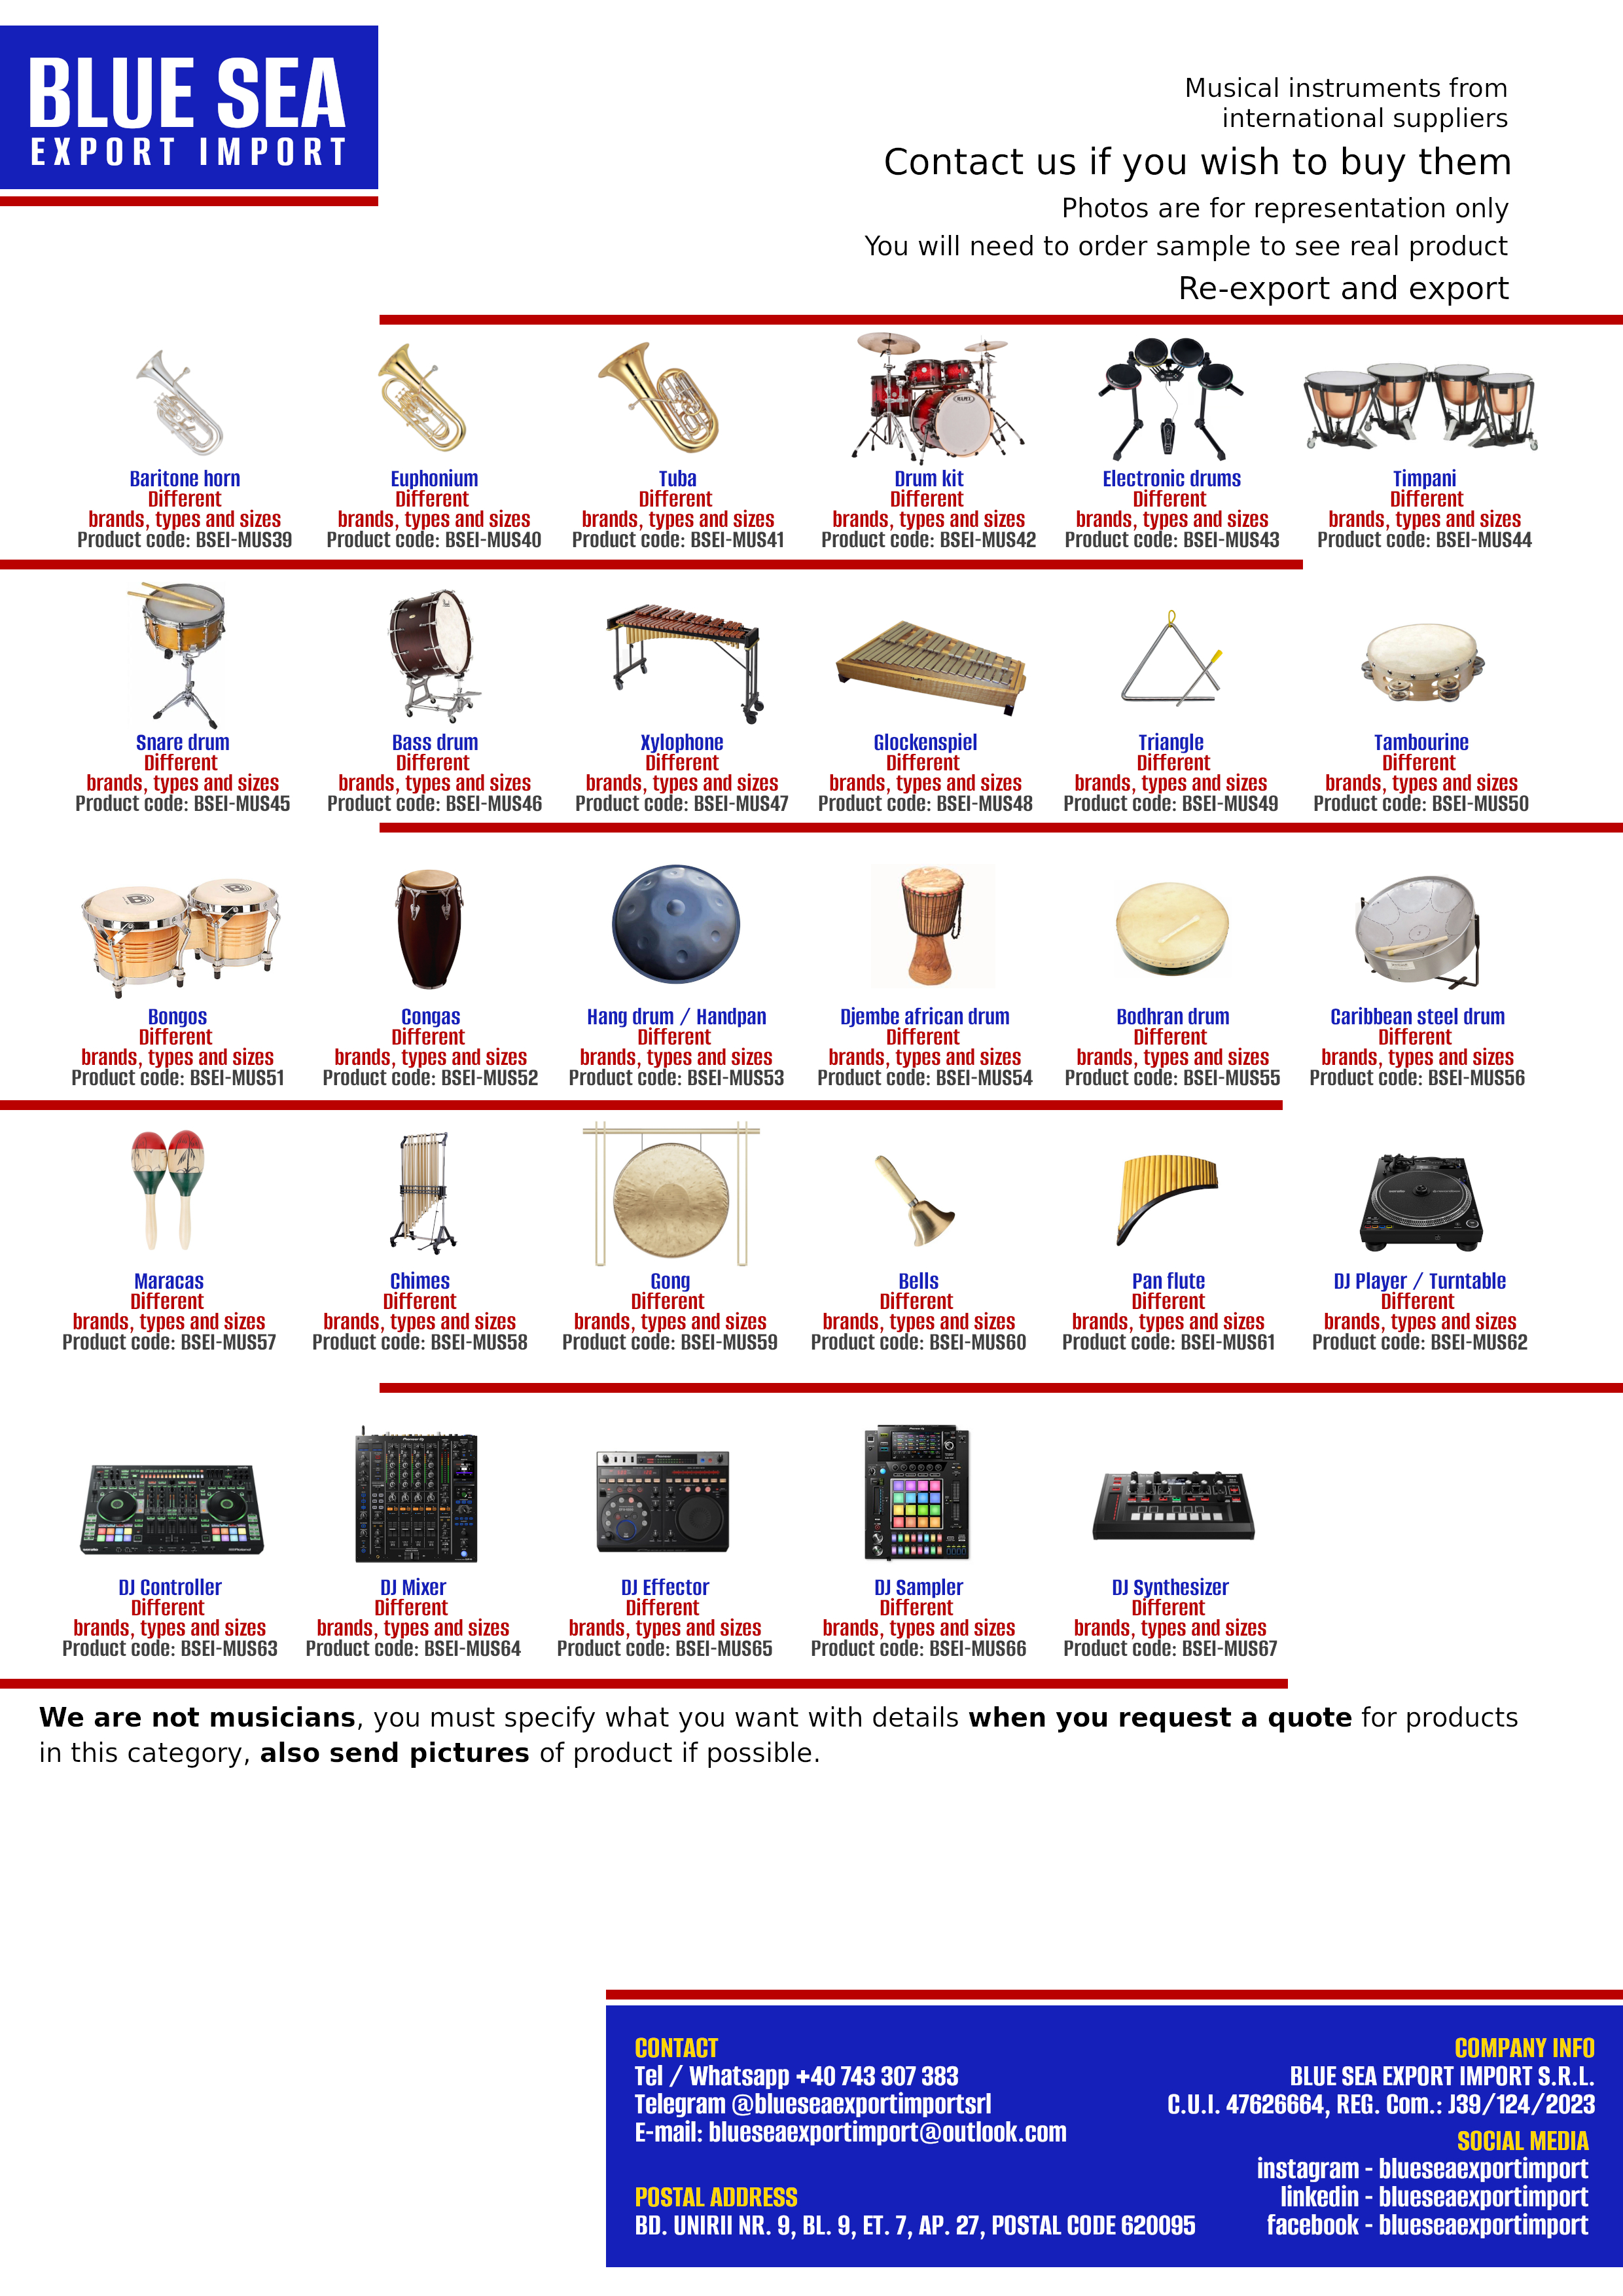 BLUE SEA
EXPORT IMPORT
Musical instruments from
international suppliers
Contact us if you wish to buy them
Photos are for representation only
You will need to order sample to see real product
Re-export and export
Baritone horn
Different
brands, types and sizes
Product code: BSEI-MUS39
Euphonium
Different
brands, types and sizes
Product code: BSEI-MUS40
Tuba
Different
brands, types and sizes
Product code: BSEI-MUS41
Drum kit
Different
brands, types and sizes
Product code: BSEI-MUS42
Electronic drums
Different
brands, types and sizes
Product code: BSEI-MUS43
Timpani
Different
brands, types and sizes
Product code: BSEI-MUS44
Snare drum
Different
brands, types and sizes
Product code: BSEI-MUS45
Bass drum
Different
brands, types and sizes
Product code: BSEI-MUS46
Xylophone
Different
brands, types and sizes
Product code: BSEI-MUS47
Glockenspiel
Different
brands, types and sizes
Product code: BSEI-MUS48
Triangle
Different
brands, types and sizes
Product code: BSEI-MUS49
Tambourine
Different
brands, types and sizes
Product code: BSEI-MUS50
Bongos
Different
brands, types and sizes
Product code: BSEI-MUS51
Congas
Different
brands, types and sizes
Product code: BSEI-MUS52
Hang drum / Handpan
Different
brands, types and sizes
Product code: BSEI-MUS53
Djembe african drum
Different
brands, types and sizes
Product code: BSEI-MUS54
Bodhran drum
Different
brands, types and sizes
Product code: BSEI-MUS55
Caribbean steel drum
Different
brands, types and sizes
Product code: BSEI-MUS56
Maracas
Different
brands, types and sizes
Product code: BSEI-MUS57
Chimes
Different
brands, types and sizes
Product code: BSEI-MUS58
Gong
Different
brands, types and sizes
Product code: BSEI-MUS59
Bells
Different
brands, types and sizes
Product code: BSEI-MUS60
Pan flute
Different
brands, types and sizes
Product code: BSEI-MUS61
DJ Player / Turntable
Different
brands, types and sizes
Product code: BSEI-MUS62
DJ Controller
Different
brands, types and sizes
Product code: BSEI-MUS63
DJ Mixer
Different
brands, types and sizes
Product code: BSEI-MUS64
DJ Effector
Different
brands, types and sizes
Product code: BSEI-MUS65
DJ Sampler
Different
brands, types and sizes
Product code: BSEI-MUS66
DJ Synthesizer
Different
brands, types and sizes
Product code: BSEI-MUS67
We are not musicians, you must specify what you want with details when you request a quote for products
in this category, also send pictures of product if possible.
CONTACT
Tel / Whatsapp +40 743 307 383
Telegram @blueseaexportimportsrl
E-mail: blueseaexportimport@outlook.com
POSTAL ADDRESS
BD. UNIRII NR. 9, BL. 9, ET. 7, AP. 27, POSTAL CODE 620095
COMPANY INFO
BLUE SEA EXPORT IMPORT S.R.L.
C.U.I. 47626664, REG. Com.: J39/124/2023
SOCIAL MEDIA
instagram - blueseaexportimport
linkedin - blueseaexportimport
facebook - blueseaexportimport